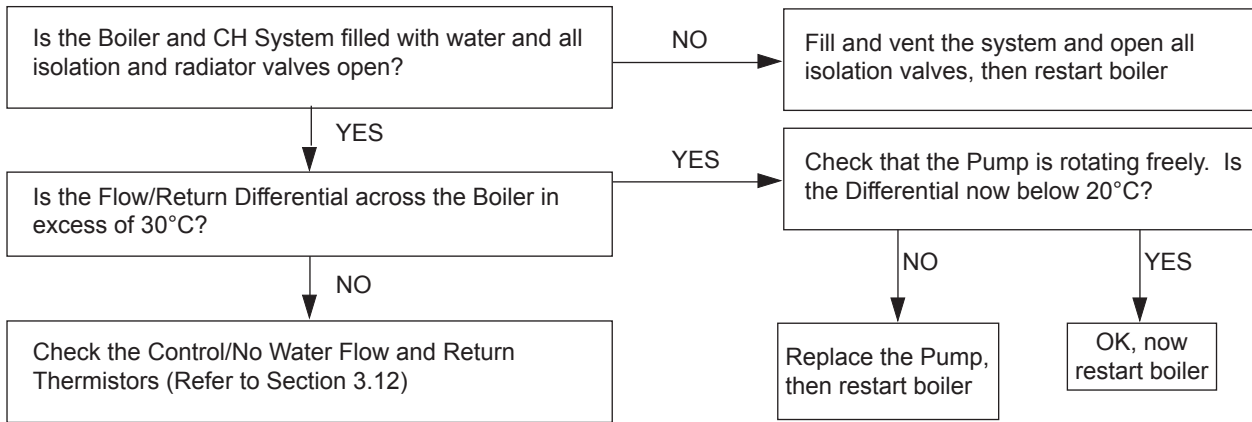 Is the Boiler and CH System filled with water and all
isolation and radiator valves open?
NO
Fill and vent the system and open all
isolation valves, then restart boiler
YES
Is the Flow/Return Differential across the Boiler in
excess of 30°C?
YES
Check that the Pump is rotating freely.  Is
the Differential now below 20°C?
NO
Check the Control/No Water Flow and Return
Thermistors (Refer to Section 3.12)
NO
Replace the Pump,
then restart boiler
YES
OK, now
restart boiler